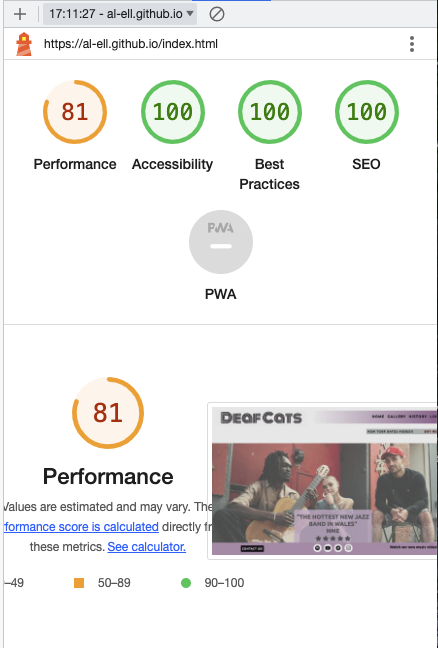 17:11:27 - al-ell.github.io
https://al-ell.github.io/index.html
81
100
100
100
Performance
Accessibility
Best
Practices
SEO
PWA
PWA
81
Performance
Values are estimated and may vary. The
formance score is calculated directly fr
these metrics. See calculator.
–49
50–89
90–100
DEAF CATS
HOME GALLERY HISTORY
"THE HOTTEST NEW JAZZ
BAND IN WALES"
NME
CONTACT US